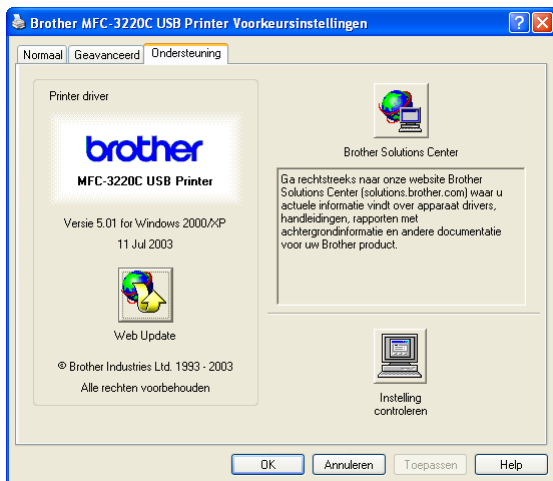 Brother MFC-3220C USB Printer Voorkeursinstellingen
Normaal
Geavanceerd
Ondersteuning
Printer driver
brother
MFC-3220C USB Printer
Versie 5.01 for Windows 2000/XP
11 Jul 2003
Web Update
© Brother Industries Ltd. 1993 - 2003
Alle rechten voorbehouden
Brother Solutions Center
Ga rechtstreeks naar onze website Brother
Solutions Center (solutions.brother.com) waar u
actuele informatie vindt over apparaat drivers,
handleidingen, rapporten met
achtergrondinformatie en andere documentatie
voor uw Brother product.
Instelling
controleren
OK
Annuleren
Toepassen
Help